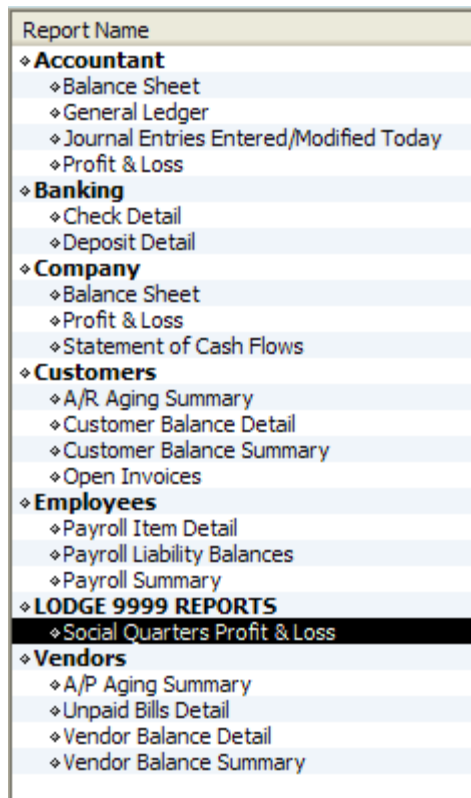 Report Name
Accountant
Balance Sheet
General Ledger
Journal Entries Entered/Modified Today
Profit & Loss
Banking
Check Detail
Deposit Detail
Company
Balance Sheet
Profit & Loss
Statement of Cash Flows
Customers
A/R Aging Summary
Customer Balance Detail
Customer Balance Summary
Open Invoices
Employees
Payroll Item Detail
Payroll Liability Balances
Payroll Summary
LODGE 9999 REPORTS
Social Quarters Profit & Loss
Vendors
A/P Aging Summary
Unpaid Bills Detail
Vendor Balance Detail
Vendor Balance Summary